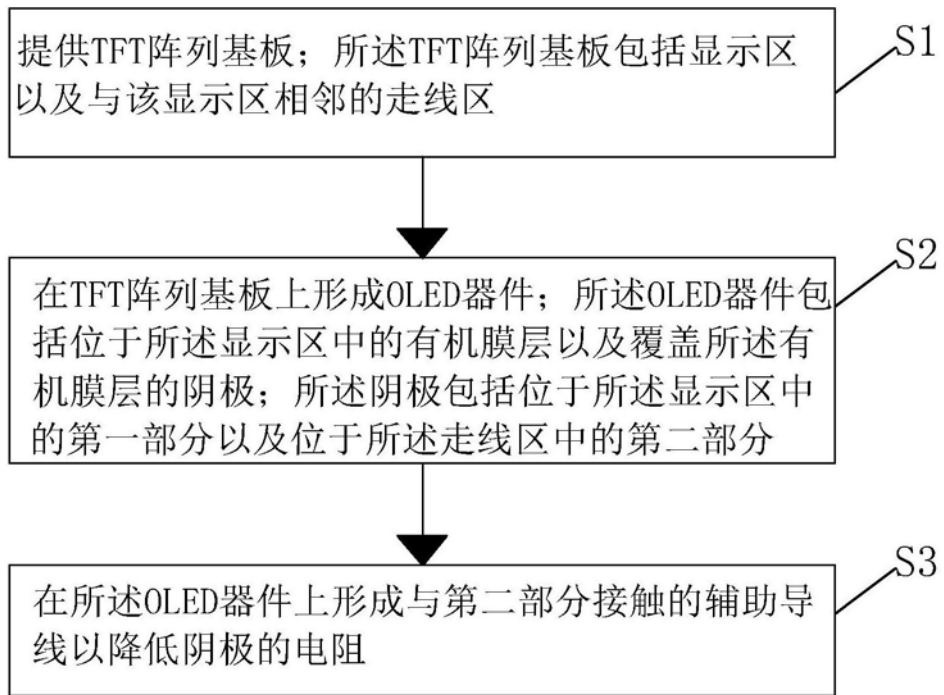 提供TFT阵列基板；所述TFT阵列基板包括显示区
以及与该显示区相邻的走线区
S1
在TFT阵列基板上形成OLED器件；所述OLED器件包
括位于所述显示区中的有机膜层以及覆盖所述有
机膜层的阴极；所述阴极包括位于所述显示区中
的第一部分以及位于所述走线区中的第二部分
S2
在所述OLED器件上形成与第二部分接触的辅助导
线以降低阴极的电阻
S3